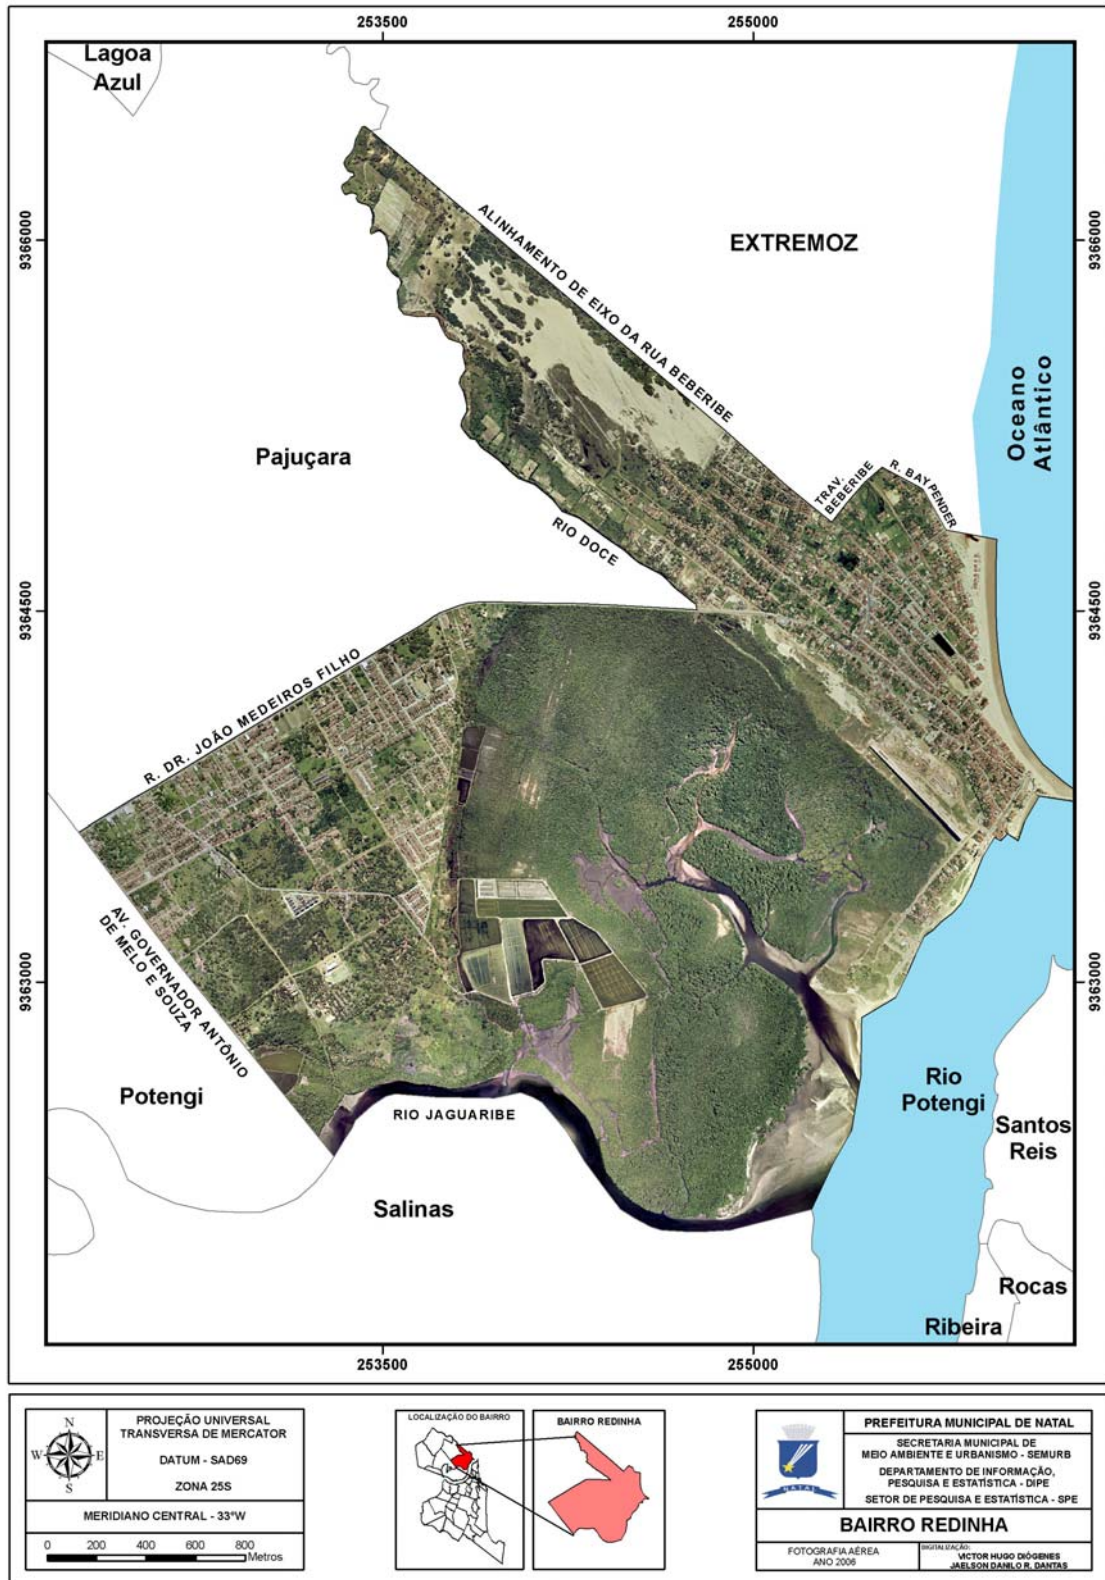 253500
255000
Lagoa
Azul
9366000
9366000
ALINHAMENTO DE EIXO DA RUA BEBERIBE
EXTREMOZ
Oceano
Atlântico
Pajuçara
TRAV.
BEBERIBE
R. BAY PENDER
RIO DOCE
9364500
9364500
R. DR. JOÃO MEDEIROS FILHO
AV. GOVERNADOR ANTÔNIO
DE MELO E SOUZA
9363000
9363000
Potengi
RIO JAGUARIBE
Rio
Potengi
Santos
Reis
Salinas
Rocas
Ribeira
253500
255000
N
W
E
S
PROJEÇÃO UNIVERSAL
TRANSVERSA DE MERCATOR
DATUM - SAD69
ZONA 25S
MERIDIANO CENTRAL - 33°W
0 200 400 600 800
Metros
LOCALIZAÇÃO DO BAIRRO
BAIRRO REDINHA
NATAL
PREFEITURA MUNICIPAL DE NATAL
SECRETARIA MUNICIPAL DE
MEIO AMBIENTE E URBANISMO - SEMURB
DEPARTAMENTO DE INFORMAÇÃO,
PESQUISA E ESTATÍSTICA - DIPE
SETOR DE PESQUISA E ESTATÍSTICA - SPE
BAIRRO REDINHA
FOTOGRAFIA AÉREA
ANO 2006
DIGITALIZAÇÃO:
VICTOR HUGO DIÓGENES
JAELSON DANILO R. DANTAS